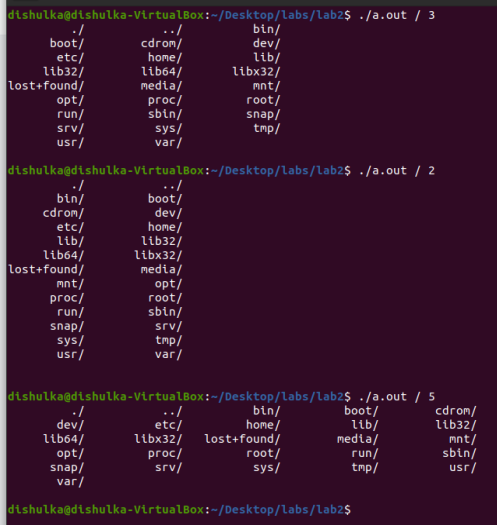 dishulka@dishulka-VirtualBox:~/Desktop/labs/lab2$ ./a.out / 3
./ ../ bin/
boot/ cdrom/ dev/
etc/ home/ lib/
lib32/ lib64/ libx32/
lost+found/ media/ mnt/
opt/ proc/ root/
run/ sbin/ snap/
srv/ sys/ tmp/
usr/ var/
dishulka@dishulka-VirtualBox:~/Desktop/labs/lab2$ ./a.out / 2
./ ../
bin/ boot/
cdrom/ dev/
etc/ home/
lib/ lib32/
lib64/ libx32/
lost+found/ media/
mnt/ opt/
proc/ root/
run/ sbin/
snap/ srv/
sys/ tmp/
usr/ var/
dishulka@dishulka-VirtualBox:~/Desktop/labs/lab2$ ./a.out / 5
./ ../ bin/ boot/ cdrom/
dev/ etc/ home/ lib/ lib32/
lib64/ libx32/ lost+found/ media/ mnt/
opt/ proc/ root/ run/ sbin/
snap/ srv/ sys/ tmp/ usr/
var/
dishulka@dishulka-VirtualBox:~/Desktop/labs/lab2$